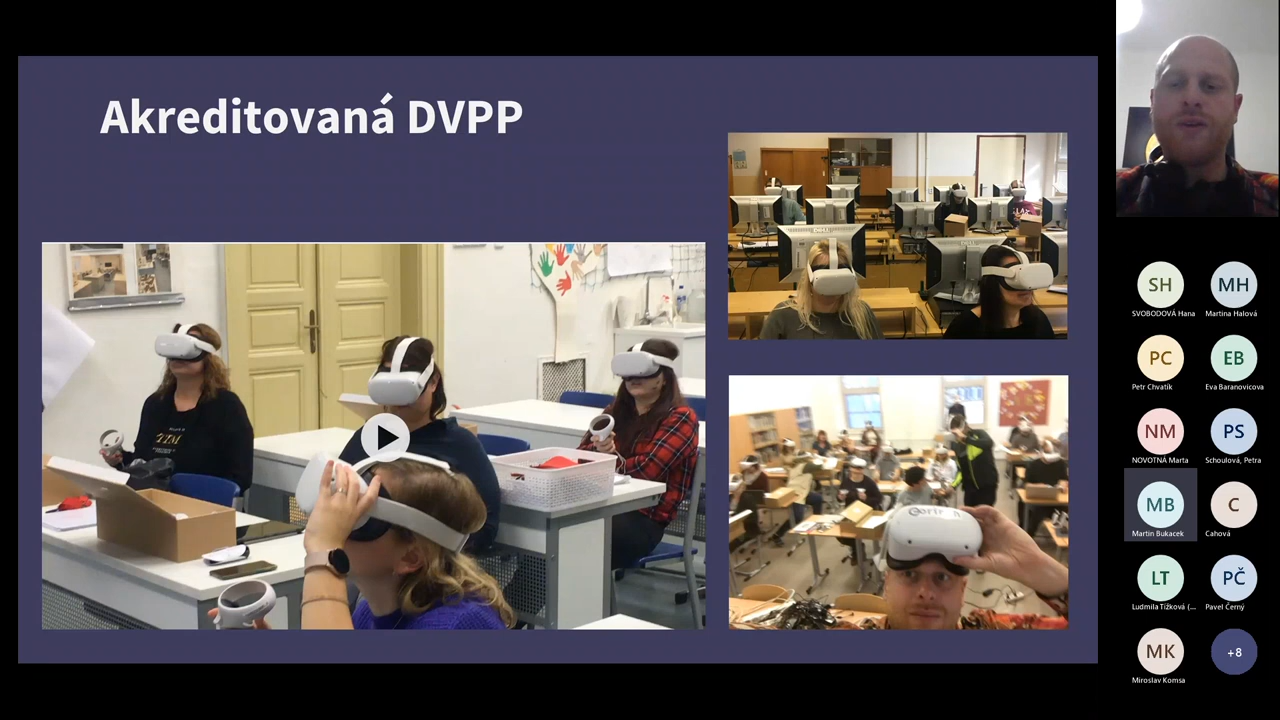 Akreditovaná DVPP
SH
SVOBODOVÁ Hana
MH
Martina Halová
PC
Petr Chvatík
EB
Eva Baranovicova
NM
NOVOTNÁ Marta
PS
Schoulová, Petra
MB
Martin Bukacek
C
Cahová
LT
Ludmila Tížková (...
PČ
Pavel Černý
MK
Miroslav Komsa
+8
DELL